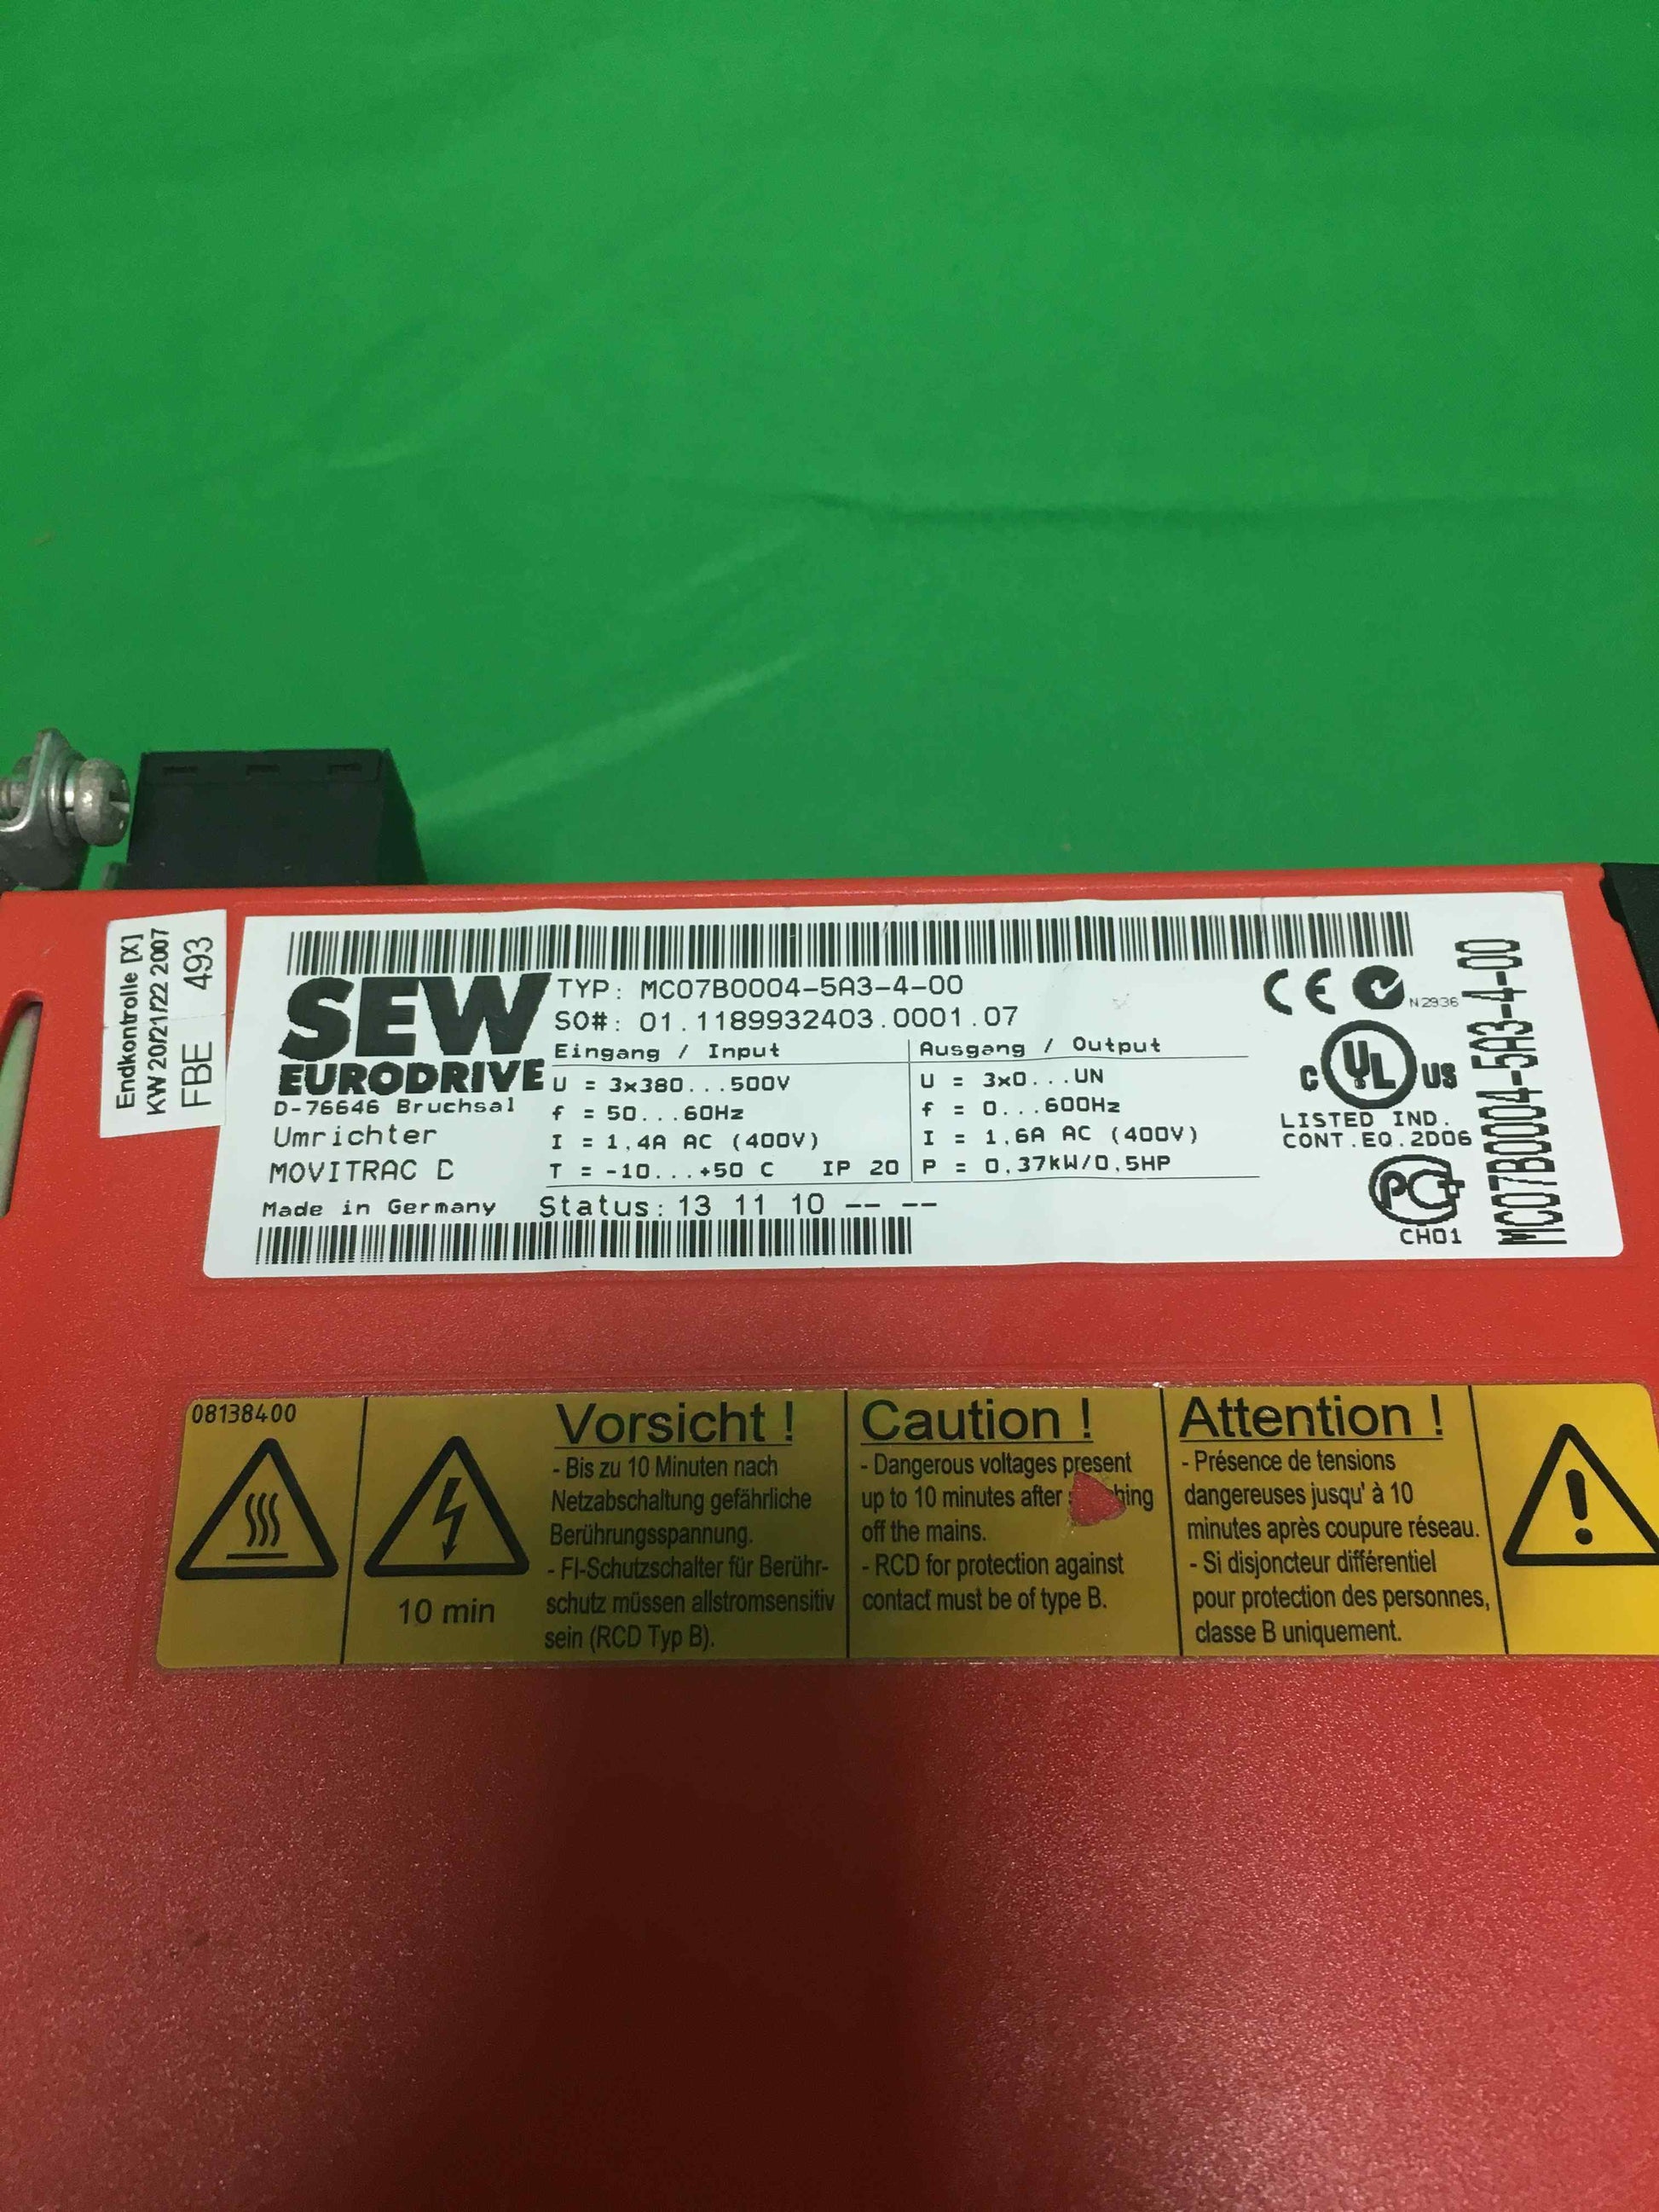 Endkontrolle [X]
KW 20/21/22 2007
FBE 493
SEW
EURODRIVE
D-76646 Bruchsal
Umrichter
MOVITRAC
Made in Germany
TYP: MC07B0004-5A3-4-00
SO#: 01.1189932403.0001.07
Eingang / Input
U = 3x380...500V
f = 50...60Hz
I = 1,4A AC (400V)
T = -10...+50 C IP 20
Status: 13 11 10 -- --
Ausgang / Output
U = 3x0...UN
f = 0...600Hz
I = 1,6A AC (400V)
P = 0,37kW/0,5HP
CE
N2936
C UL US
LISTED IND.
CONT.EQ.2D06
CH01
MC07B0004-5A3-4-00
08138400
10 min
Vorsicht !
- Bis zu 10 Minuten nach
Netzabschaltung gefährliche
Berührungsspannung.
- FI-Schutzschalter für Berühr-
schutz müssen allstromsensitiv
sein (RCD Typ B).
Caution !
- Dangerous voltages present
up to 10 minutes after
off the mains.
- RCD for protection against
contact must be of type B.
Attention !
- Présence de tensions
dangereuses jusqu' à 10
minutes après coupure réseau.
- Si disjoncteur différentiel
pour protection des personnes,
classe B uniquement.